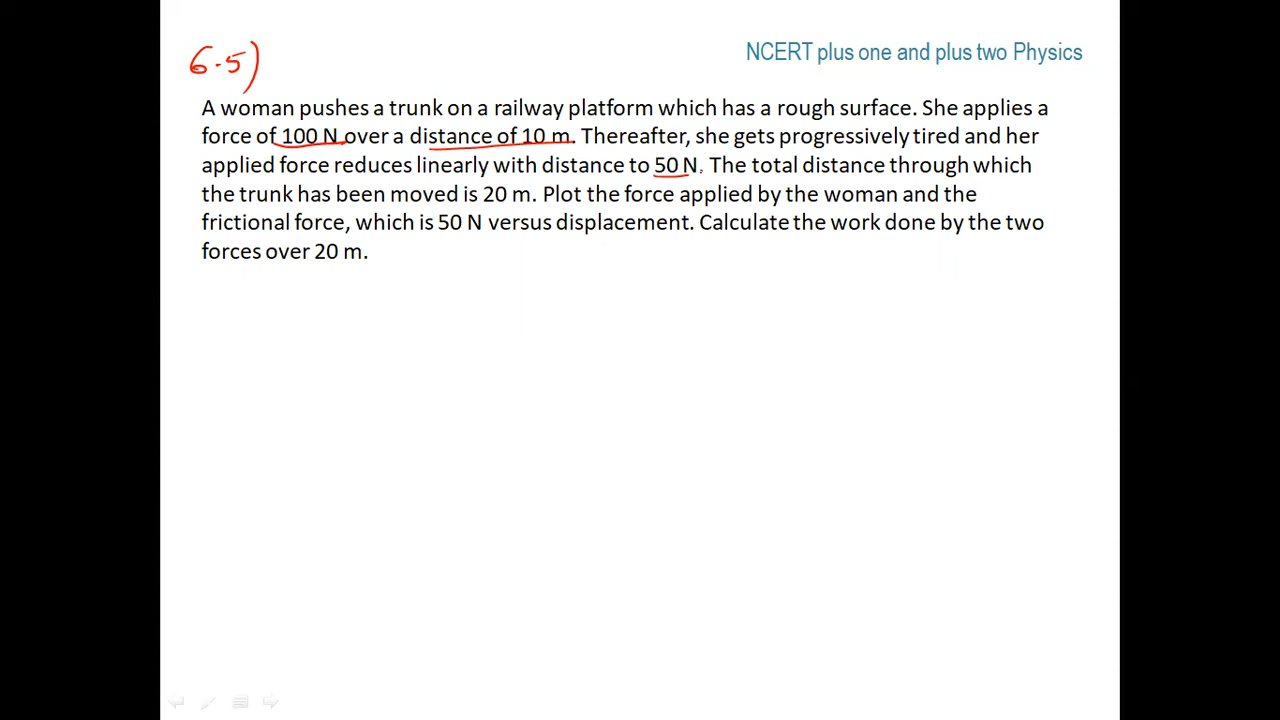 6.5)
NCERT plus one and plus two Physics
A woman pushes a trunk on a railway platform which has a rough surface. She applies a
force of 100 N over a distance of 10 m. Thereafter, she gets progressively tired and her
applied force reduces linearly with distance to 50 N. The total distance through which
the trunk has been moved is 20 m. Plot the force applied by the woman and the
frictional force, which is 50 N versus displacement. Calculate the work done by the two
forces over 20 m.